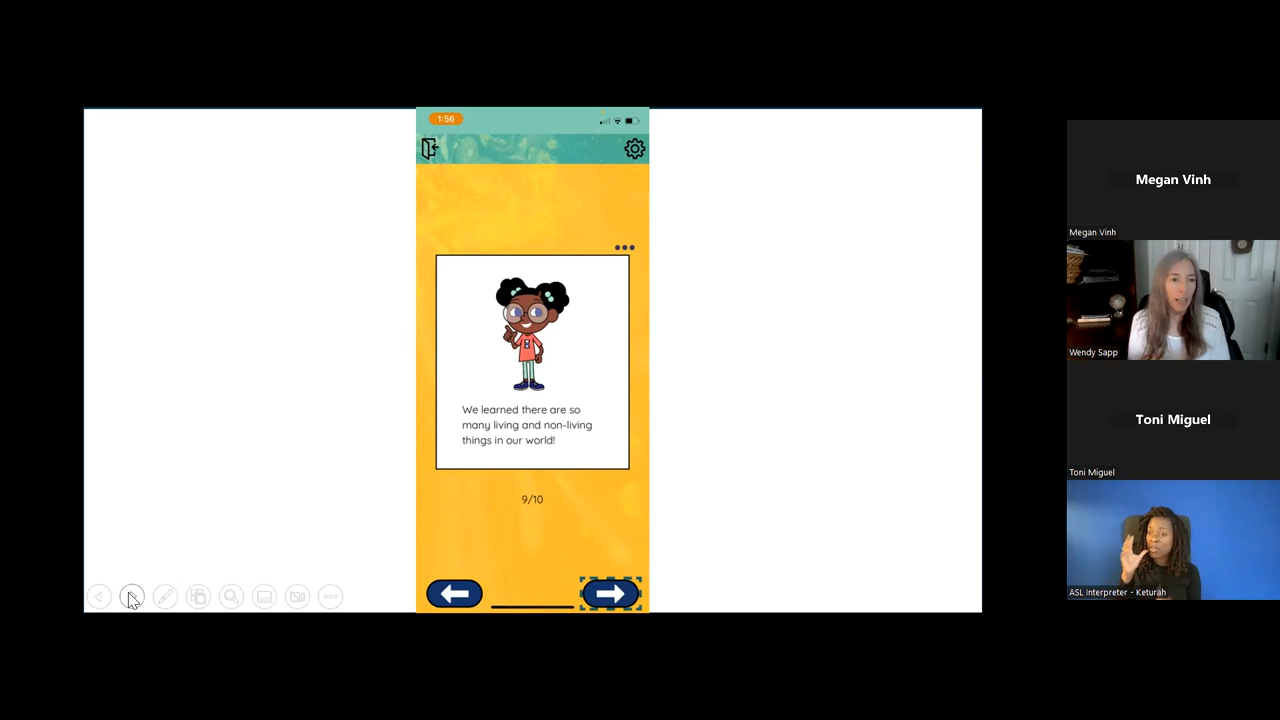 1:56
We learned there are so
many living and non-living
things in our world!
9/10
Megan Vinh
Megan Vinh
Wendy Sapp
Toni Miguel
Toni Miguel
ASL Interpreter - Keturah